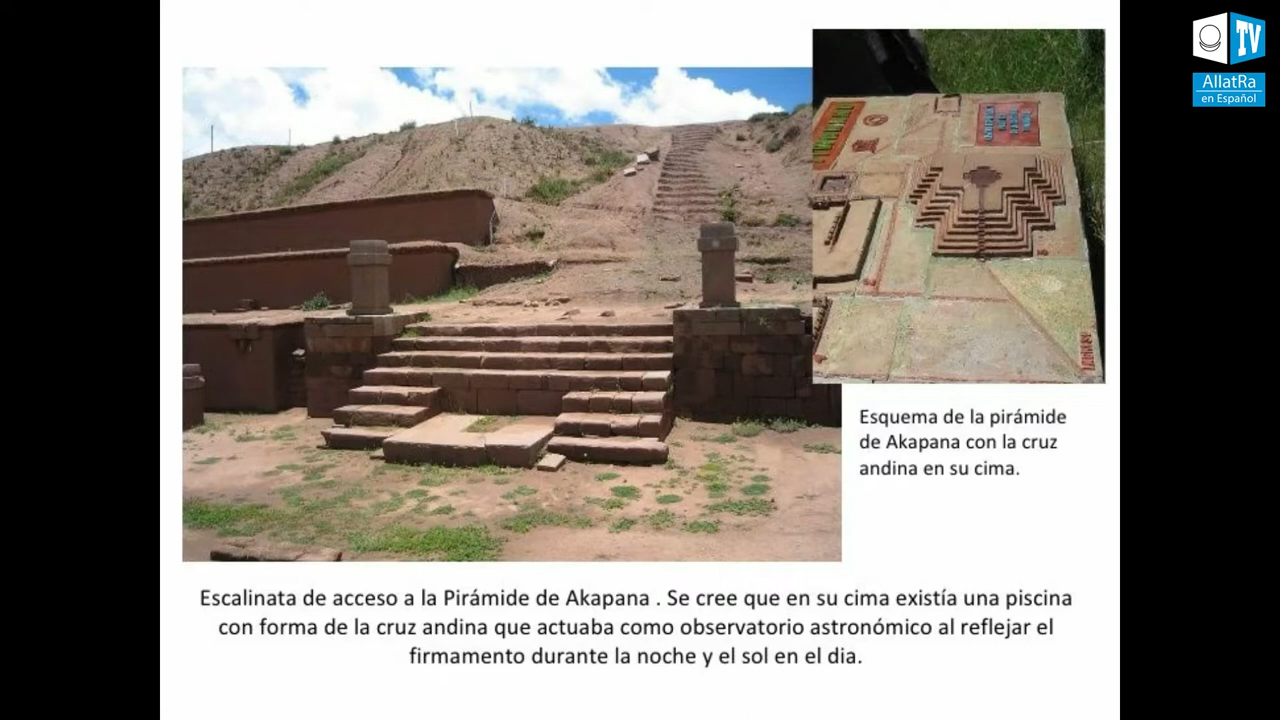 TV
AllatRa
en Español
Esquema de la pirámide
de Akapana con la cruz
andina en su cima.
Escalinata de acceso a la Pirámide de Akapana . Se cree que en su cima existía una piscina
con forma de la cruz andina que actuaba como observatorio astronómico al reflejar el
firmamento durante la noche y el sol en el dia.